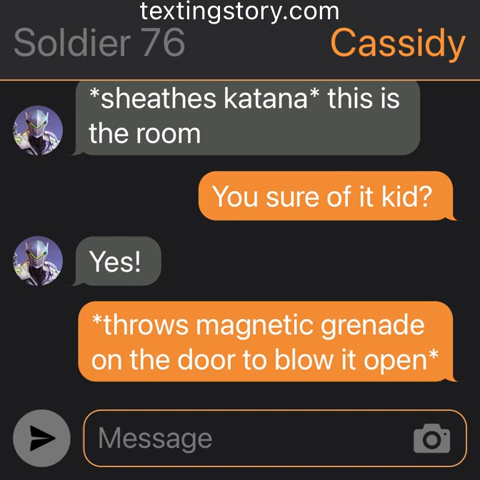 textingstory.com
Soldier 76
Cassidy
*sheathes katana* this is
the room
You sure of it kid?
Yes!
*throws magnetic grenade
on the door to blow it open*
Message